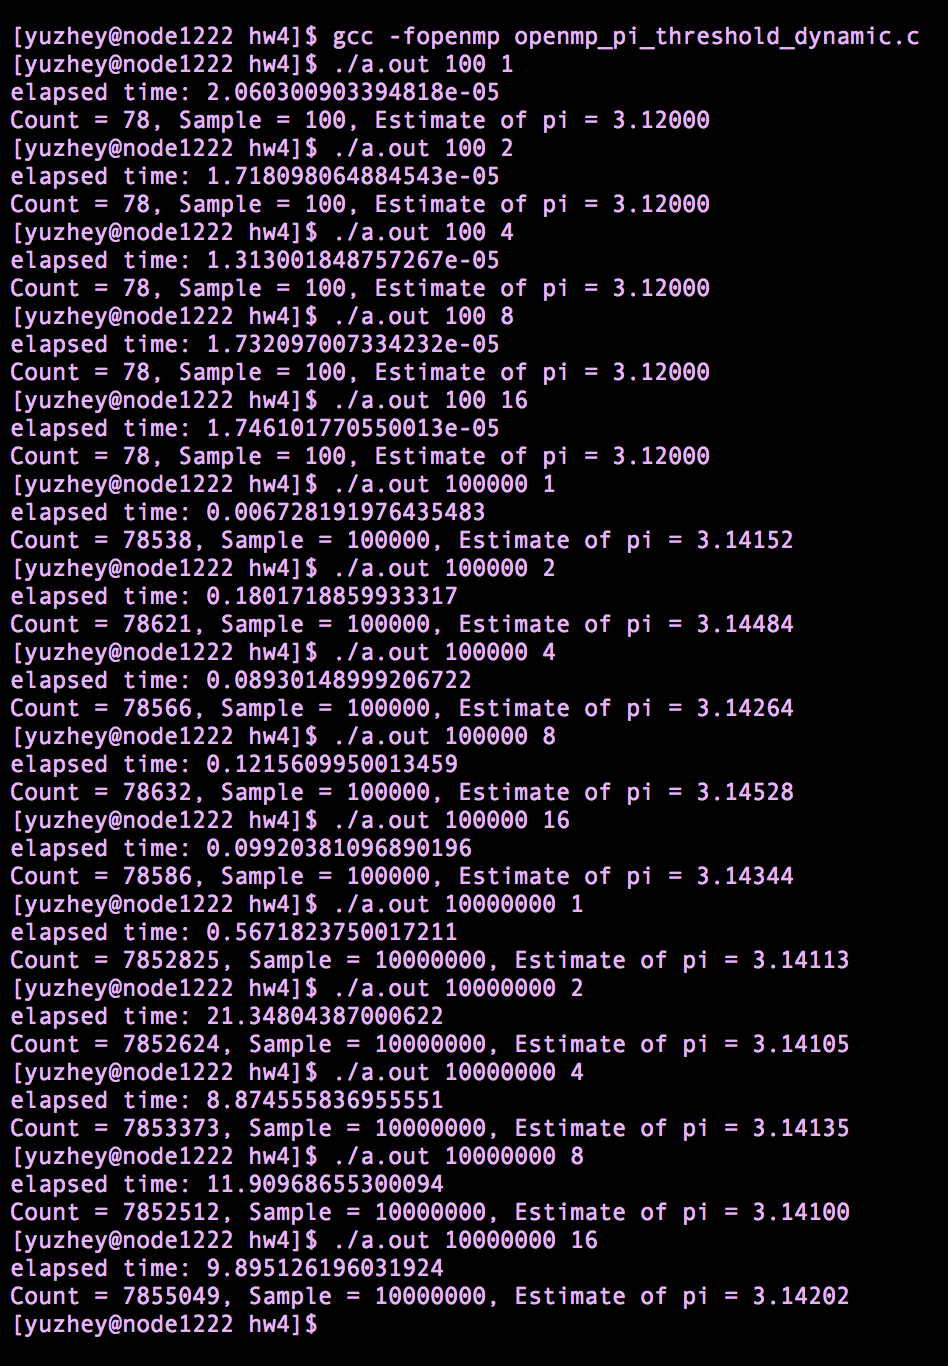 [yuzhey@node1222 hw4]$ gcc -fopenmp openmp_pi_threshold_dynamic.c
[yuzhey@node1222 hw4]$ ./a.out 100 1
elapsed time: 2.060300903394818e-05
Count = 78, Sample = 100, Estimate of pi = 3.12000
[yuzhey@node1222 hw4]$ ./a.out 100 2
elapsed time: 1.718098064884543e-05
Count = 78, Sample = 100, Estimate of pi = 3.12000
[yuzhey@node1222 hw4]$ ./a.out 100 4
elapsed time: 1.313001848757267e-05
Count = 78, Sample = 100, Estimate of pi = 3.12000
[yuzhey@node1222 hw4]$ ./a.out 100 8
elapsed time: 1.732097007334232e-05
Count = 78, Sample = 100, Estimate of pi = 3.12000
[yuzhey@node1222 hw4]$ ./a.out 100 16
elapsed time: 1.746101770550013e-05
Count = 78, Sample = 100, Estimate of pi = 3.12000
[yuzhey@node1222 hw4]$ ./a.out 100000 1
elapsed time: 0.006728191976435483
Count = 78538, Sample = 100000, Estimate of pi = 3.14152
[yuzhey@node1222 hw4]$ ./a.out 100000 2
elapsed time: 0.1801718859933317
Count = 78621, Sample = 100000, Estimate of pi = 3.14484
[yuzhey@node1222 hw4]$ ./a.out 100000 4
elapsed time: 0.08930148999206722
Count = 78566, Sample = 100000, Estimate of pi = 3.14264
[yuzhey@node1222 hw4]$ ./a.out 100000 8
elapsed time: 0.1215609950013459
Count = 78632, Sample = 100000, Estimate of pi = 3.14528
[yuzhey@node1222 hw4]$ ./a.out 100000 16
elapsed time: 0.09920381096890196
Count = 78586, Sample = 100000, Estimate of pi = 3.14344
[yuzhey@node1222 hw4]$ ./a.out 10000000 1
elapsed time: 0.5671823750017211
Count = 7852825, Sample = 10000000, Estimate of pi = 3.14113
[yuzhey@node1222 hw4]$ ./a.out 10000000 2
elapsed time: 21.34804387000622
Count = 7852624, Sample = 10000000, Estimate of pi = 3.14105
[yuzhey@node1222 hw4]$ ./a.out 10000000 4
elapsed time: 8.874555836955551
Count = 7853373, Sample = 10000000, Estimate of pi = 3.14135
[yuzhey@node1222 hw4]$ ./a.out 10000000 8
elapsed time: 11.90968655300094
Count = 7852512, Sample = 10000000, Estimate of pi = 3.14100
[yuzhey@node1222 hw4]$ ./a.out 10000000 16
elapsed time: 9.895126196031924
Count = 7855049, Sample = 10000000, Estimate of pi = 3.14202
[yuzhey@node1222 hw4]$